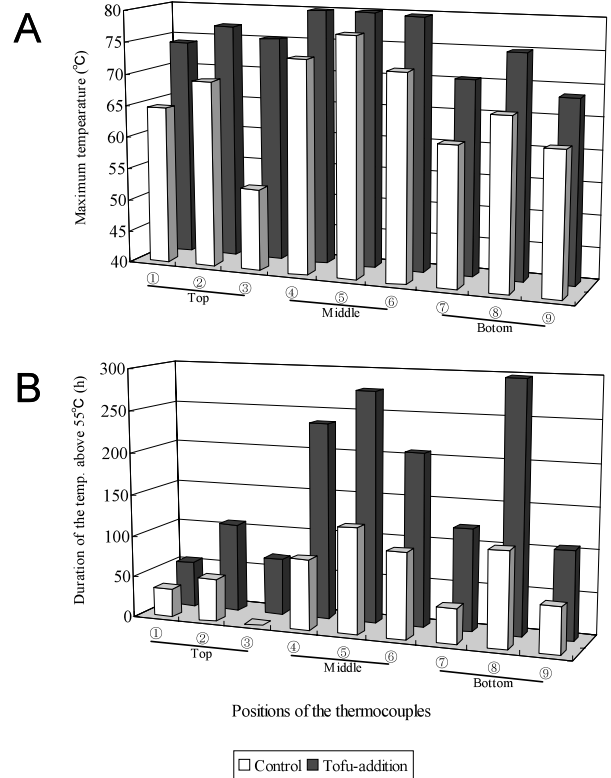 A
Maximum tempearature (℃)
80
75
70
65
60
55
50
45
40
① ② ③ ④ ⑤ ⑥ ⑦ ⑧ ⑨
Top Middle Botom
B
Duration of the temp. above 55℃ (h)
300
250
200
150
100
50
0
① ② ③ ④ ⑤ ⑥ ⑦ ⑧ ⑨
Top Middle Bottom
Positions of the thermocouples
Control Tofu-addition